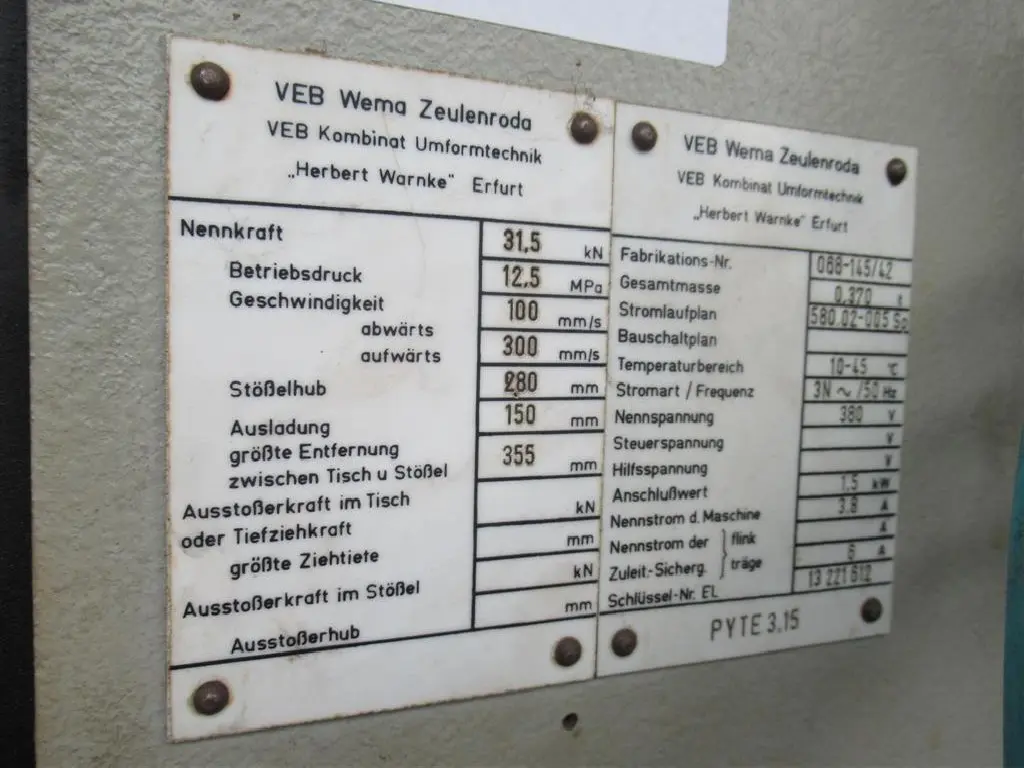 VEB Wema Zeulenroda
VEB Kombinat Umformtechnik
„Herbert Warnke" Erfurt
Nennkraft 31,5 kN
Betriebsdruck 12,5 MPa
Geschwindigkeit
abwärts 100 mm/s
aufwärts 300 mm/s
Stößelhub 280 mm
Ausladung 150 mm
größte Entfernung
zwischen Tisch u Stößel 355 mm
Ausstoßerkraft im Tisch
oder Tiefziehkraft kN
größte Ziehtiefe mm
Ausstoßerkraft im Stößel kN
Ausstoßerhub mm
VEB Wema Zeulenroda
VEB Kombinat Umformtechnik
„Herbert Warnke" Erfurt
Fabrikations-Nr. 068-145/42
Gesamtmasse 0,370 t
Stromlaufplan 580 02-005 Sp
Bauschaltplan
Temperaturbereich 10-45 °C
Stromart / Frequenz 3N ~ /50 Hz
Nennspannung 380 V
Steuerspannung V
Hilfsspannung V
Anschlußwert 1,5 kW
Nennstrom d. Maschine 3,8 A
Nennstrom der flink A
Zuleit.-Sicherg. träge 6 A
Schlüssel-Nr. EL 13 221 612
PYTE 3.15